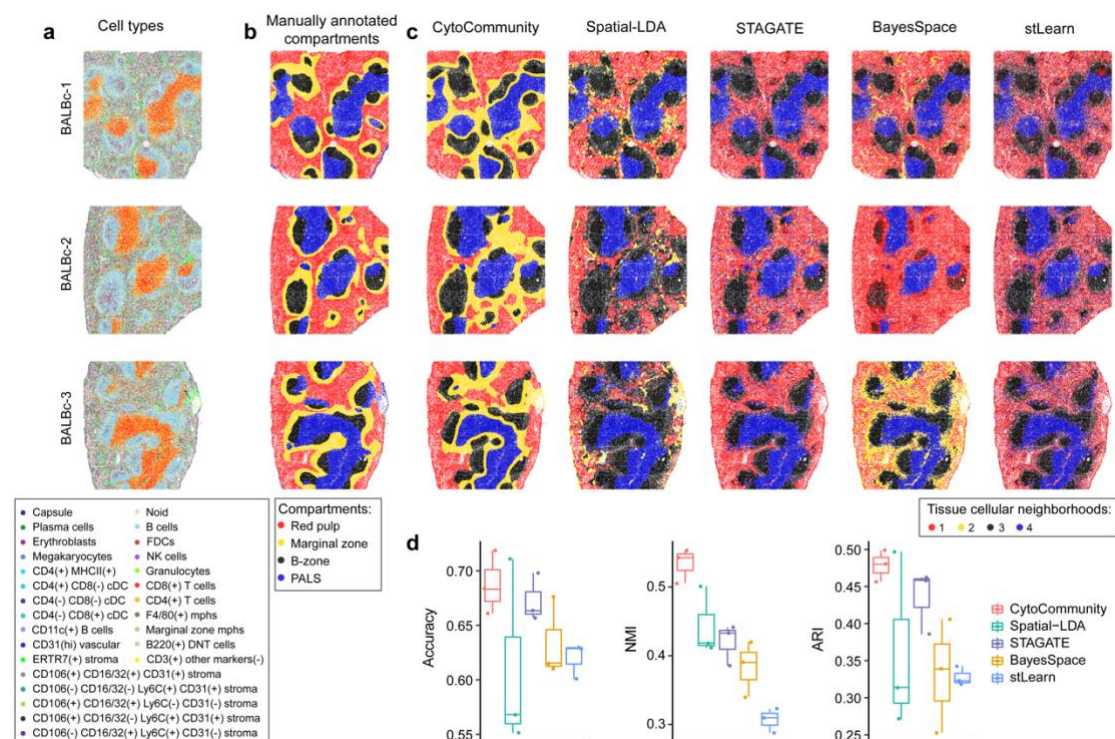 a
Cell types
b
Manually annotated
compartments
c
CytoCommunity
Spatial-LDA
STAGATE
BayesSpace
stLearn
BALBc-1
BALBc-2
BALBc-3
Capsule
Plasma cells
Erythroblasts
Megakaryocytes
CD4(+) MHCII(+)
CD4(+) CD8(-) cDC
CD4(-) CD8(-) cDC
CD4(-) CD8(+) cDC
CD11c(+) B cells
CD31(hi) vascular
ERTR7(+) stroma
CD106(+) CD16/32(+) CD31(+) stroma
CD106(-) CD16/32(-) Ly6C(+) CD31(+) stroma
CD106(+) CD16/32(+) Ly6C(-) CD31(-) stroma
CD106(+) CD16/32(-) Ly6C(+) CD31(+) stroma
CD106(-) CD16/32(+) Ly6C(+) CD31(-) stroma
Noid
B cells
FDCs
NK cells
Granulocytes
CD8(+) T cells
CD4(+) T cells
F4/80(+) mphs
Marginal zone mphs
B220(+) DNT cells
CD3(+) other markers(-)
Compartments:
Red pulp
Marginal zone
B-zone
PALS
Tissue cellular neighborhoods:
1 2 3 4
d
Accuracy
0.70
0.65
0.60
0.55
NMI
0.5
0.4
0.3
ARI
0.50
0.45
0.40
0.35
0.30
0.25
CytoCommunity
Spatial-LDA
STAGATE
BayesSpace
stLearn